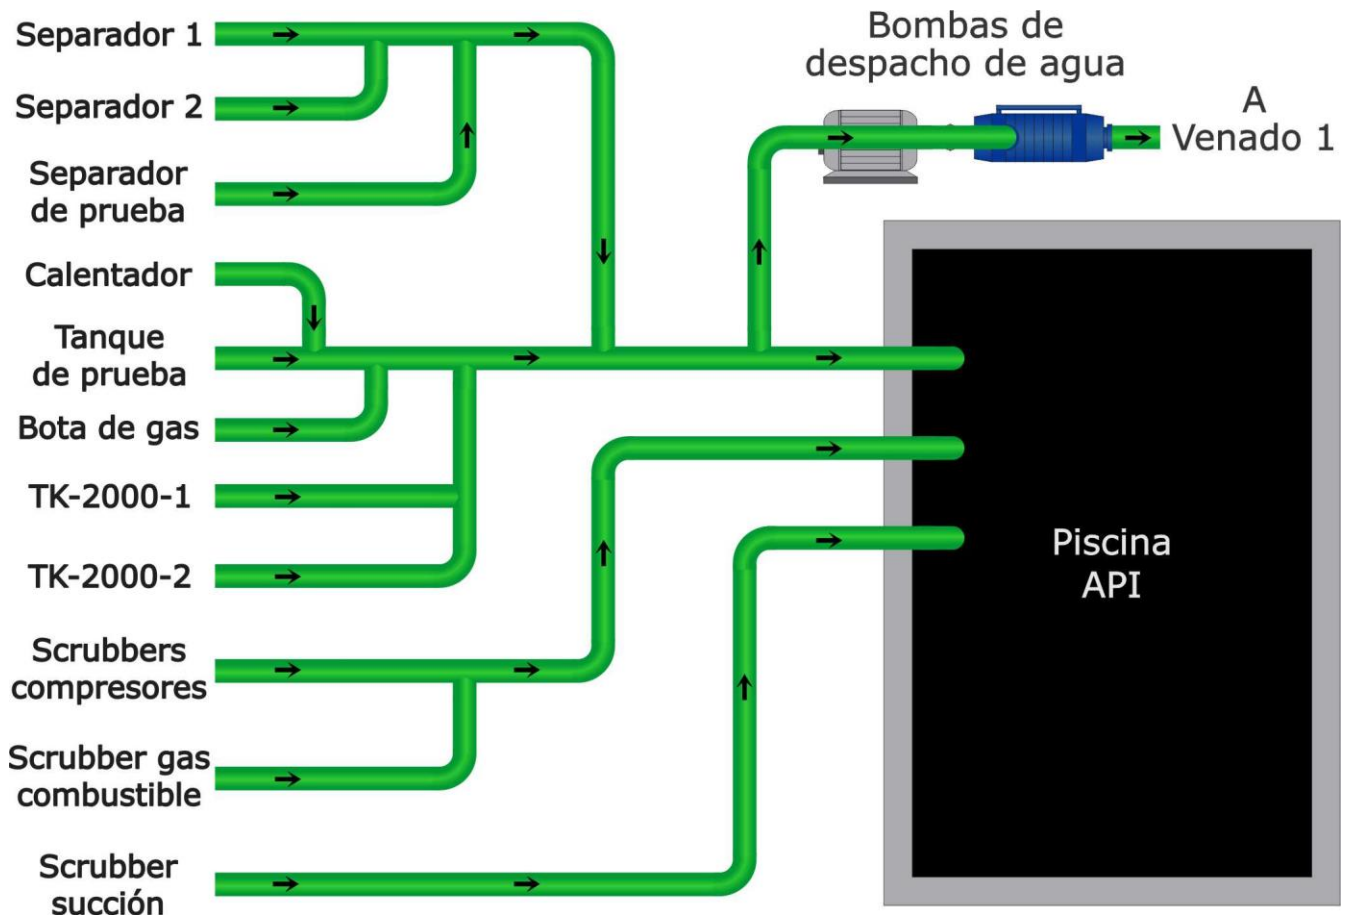 Separador 1
Separador 2
Separador
de prueba
Calentador
Tanque
de prueba
Bota de gas
TK-2000-1
TK-2000-2
Scrubbers
compresores
Scrubber gas
combustible
Scrubber
succión
Bombas de
despacho de agua
A
Venado 1
Piscina
API